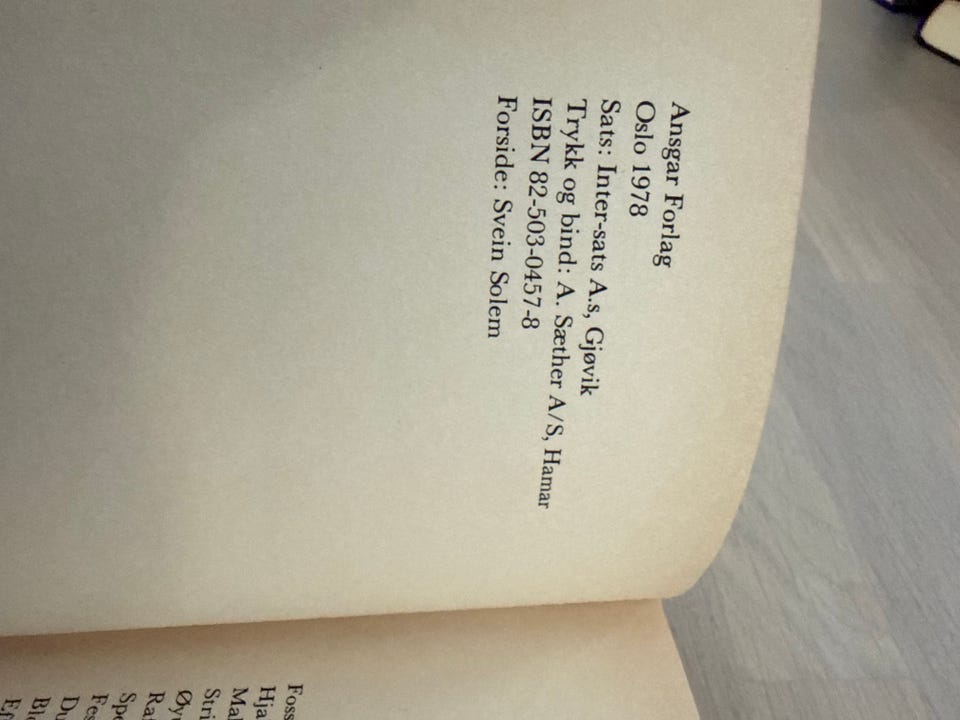 Ansgar Forlag
Oslo 1978
Sats: Inter-sats A.s, Gjøvik
Trykk og bind: A. Sæther A/S, Hamar
ISBN 82-503-0457-8
Forside: Svein Solem